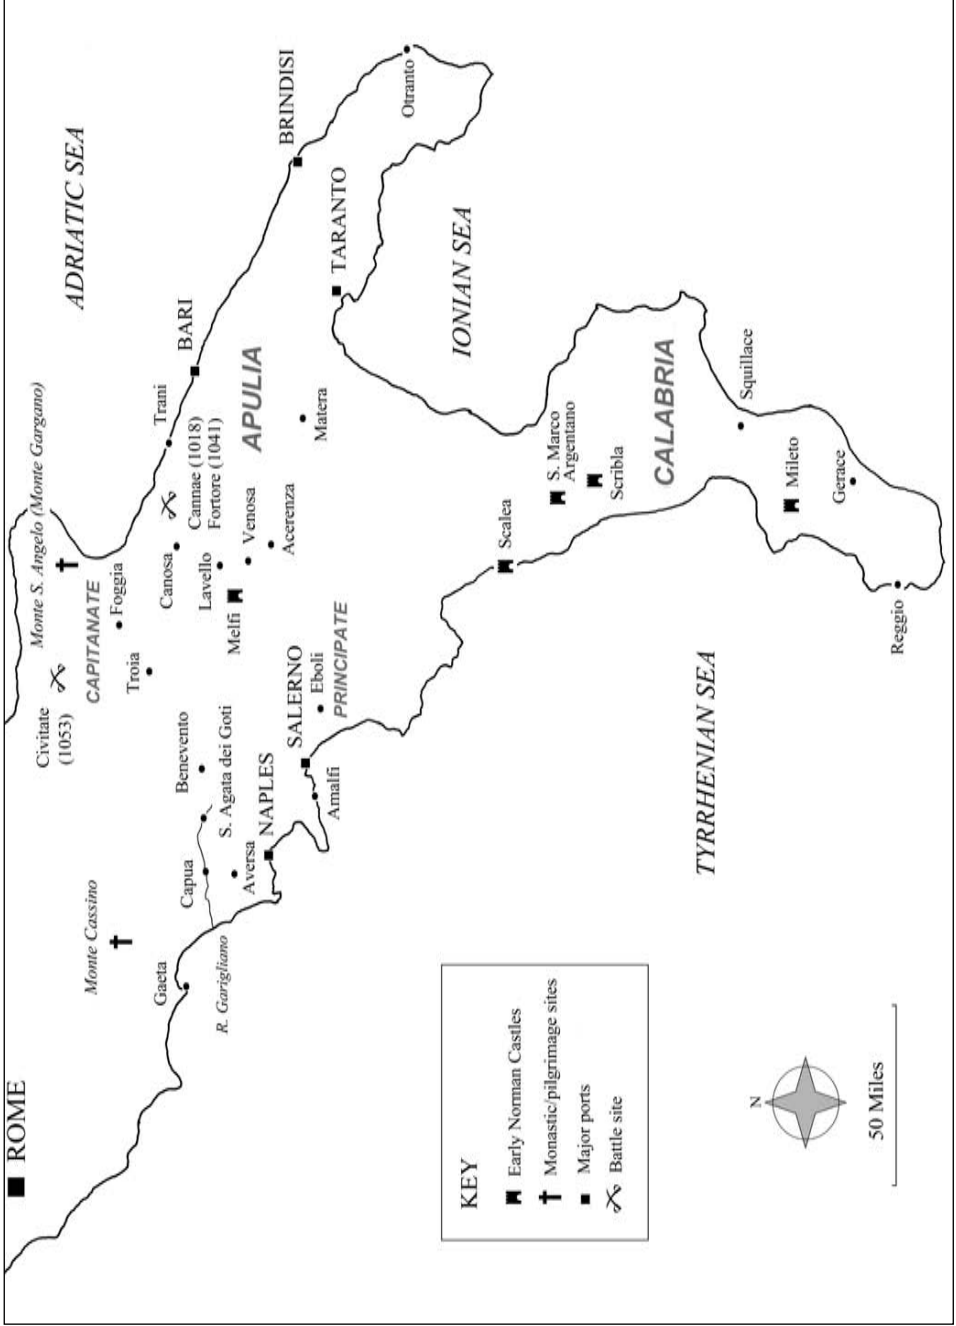 ROME
ADRIATIC SEA
Monte S. Angelo (Monte Gargano)
Civitate
(1053)
CAPITANATE
Foggia
Troia
Trani
BARI
Canosa
Cannae (1018)
Fortore (1041)
Lavello
Melfi
Venosa
APULIA
Acerenza
Matera
BRINDISI
TARANTO
Otranto
Monte Cassino
Gaeta
R. Garigliano
Capua
Benevento
S. Agata dei Goti
Aversa
NAPLES
SALERNO
Eboli
PRINCIPATE
Amalfi
IONIAN SEA
Scalea
S. Marco
Argentano
Scribla
CALABRIA
Squillace
Mileto
Gerace
Reggio
TYRRHENIAN SEA
KEY
Early Norman Castles
Monastic/pilgrimage sites
Major ports
Battle site
N
50 Miles